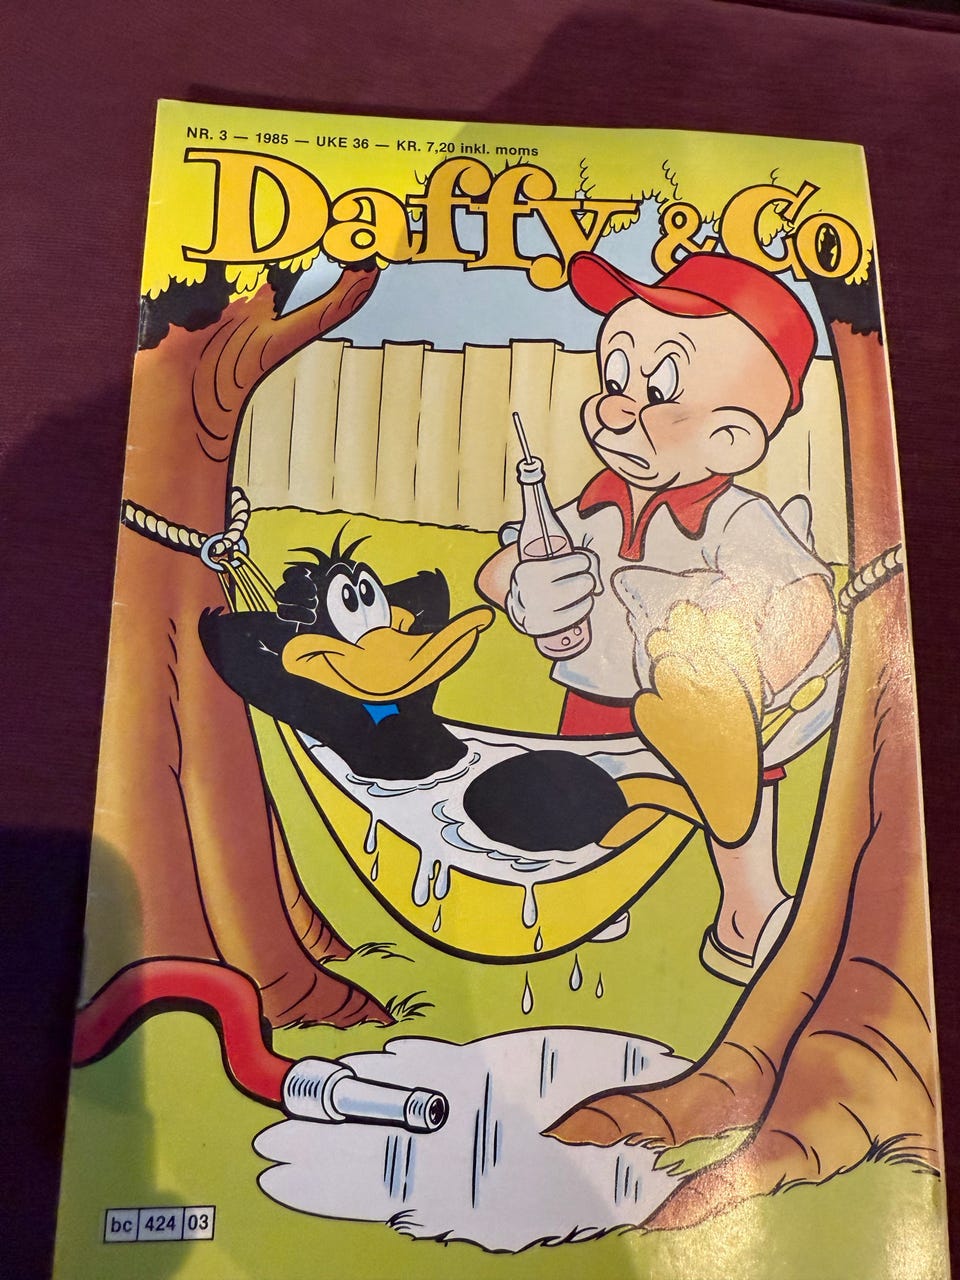 NR. 3 — 1985 — UKE 36 — KR. 7,20 inkl. moms
Daffy & Co
bc 424 03